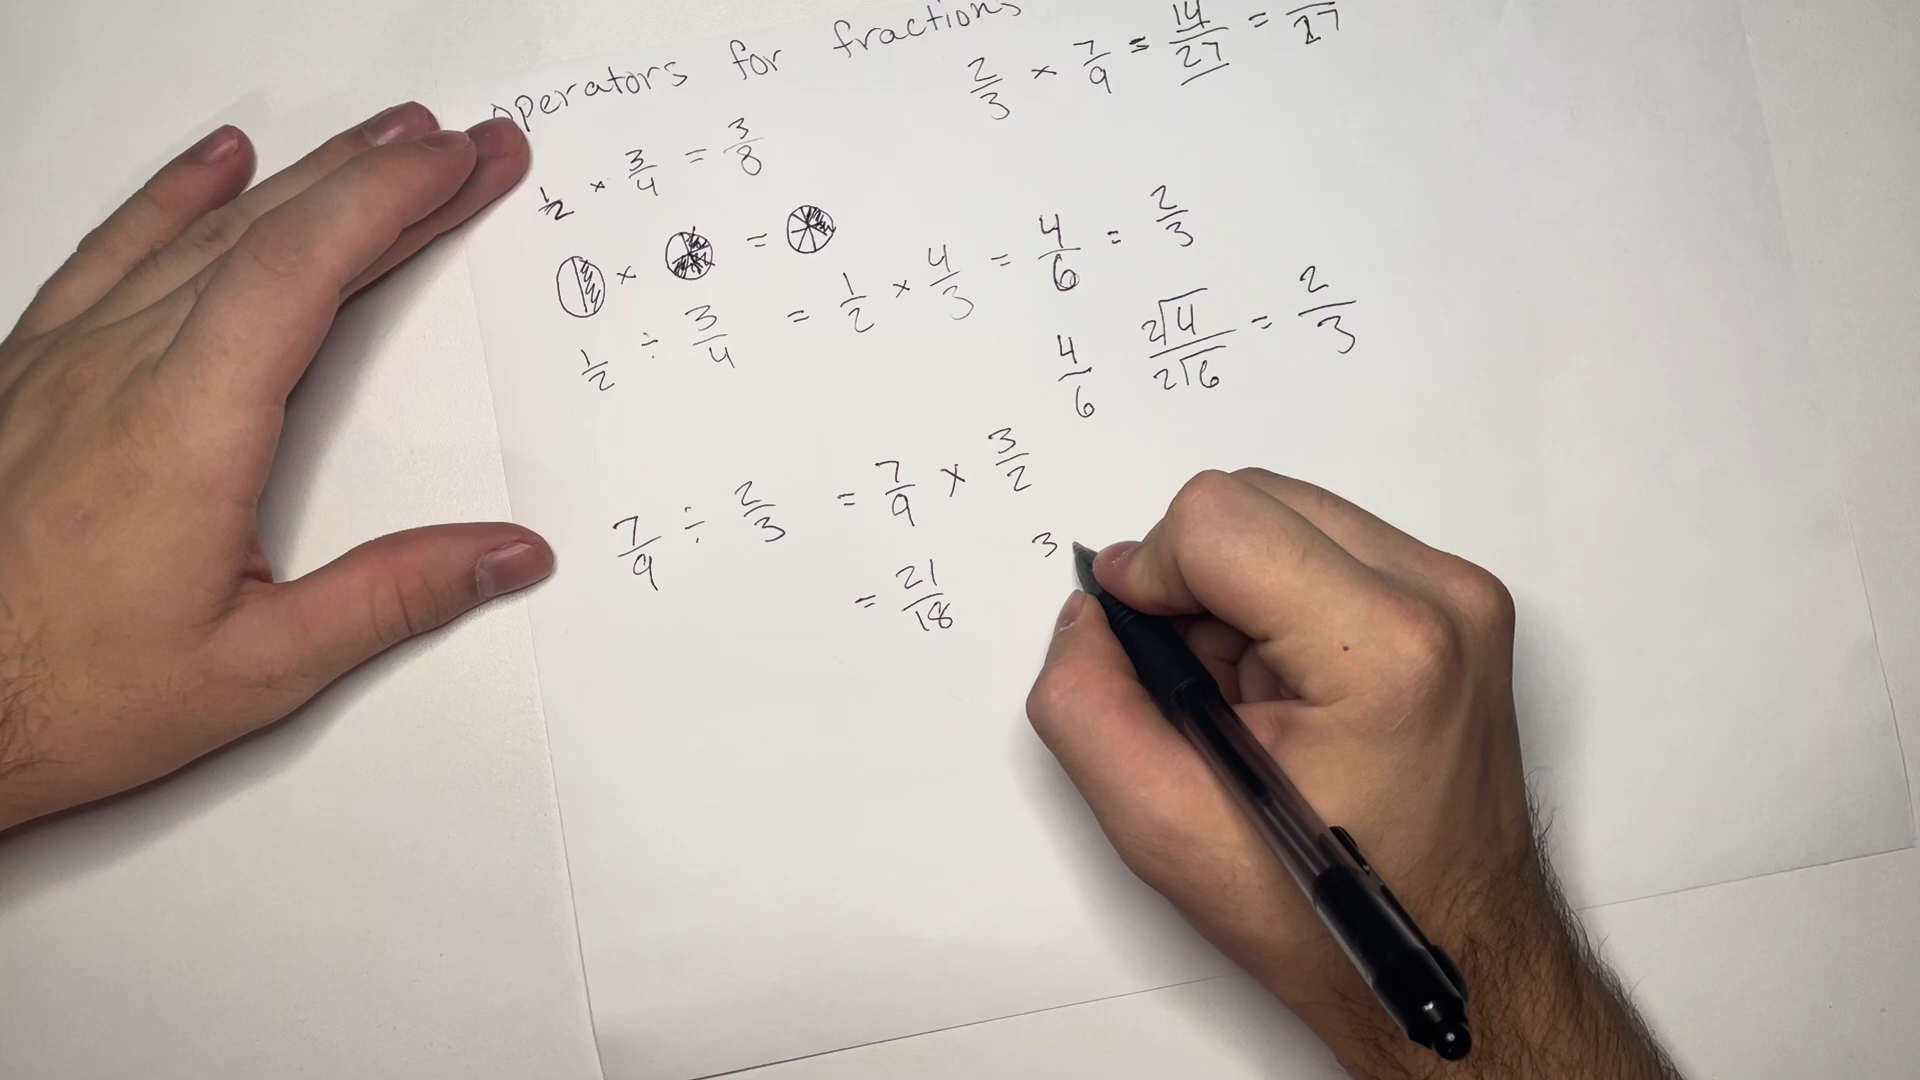 operators for fractions
2/3 × 7/9 = 14/27 = /27
1/2 × 3/4 = 3/8
× =
1/2 ÷ 3/4 = 1/2 × 4/3 = 4/6 = 2/3
4/6 2√4/2√6 = 2/3
7/9 ÷ 2/3 = 7/9 × 3/2
= 21/18
3